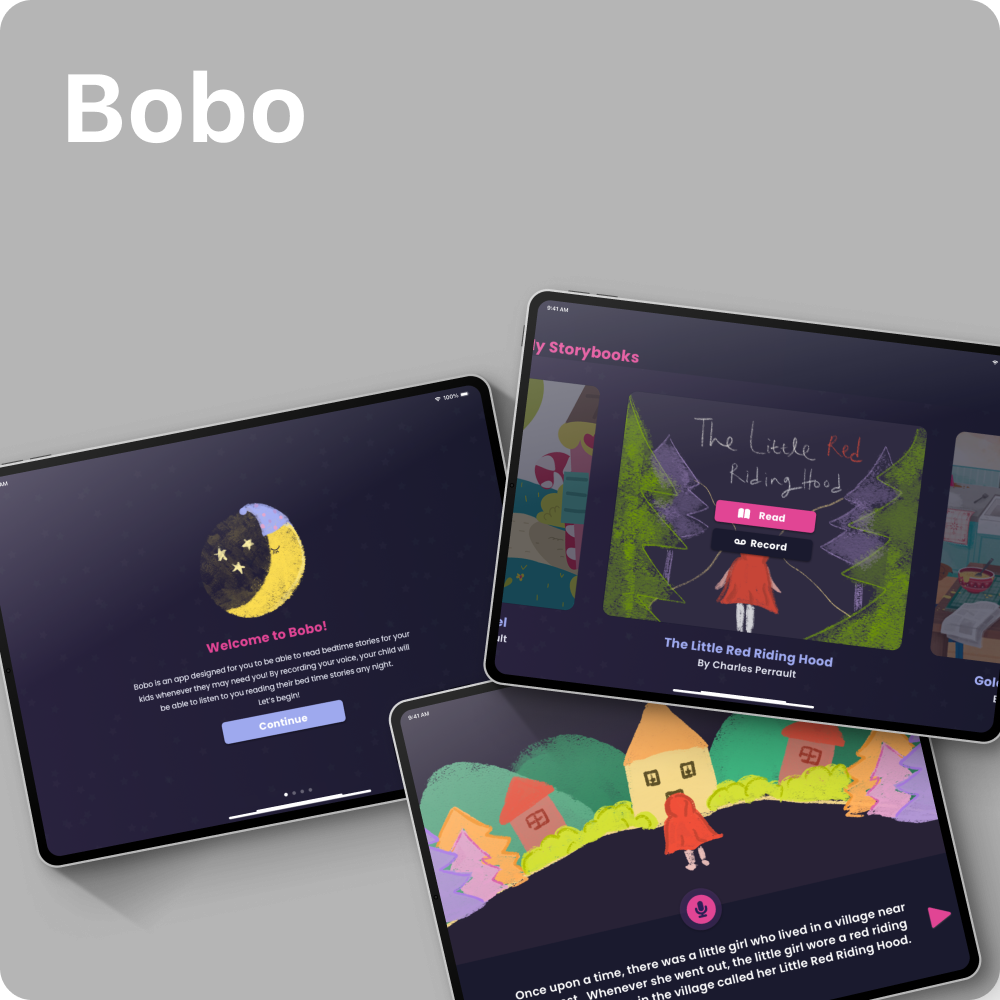 Bobo
9:41 AM
My Storybooks
The Little Red
Riding Hood
Read
Record
The Little Red Riding Hood
By Charles Perrault
el
ult
Gol
AM
100%
Welcome to Bobo!
Bobo is an app designed for you to be able to read bedtime stories for your
kids whenever they may need you! By recording your voice, your child will
be able to listen to you reading their bed time stories any night.
Let's begin!
Continue
9:41 AM
Once upon a time, there was a little girl who lived in a village near
Whenever she went out, the little girl wore a red riding
in the village called her Little Red Riding Hood.